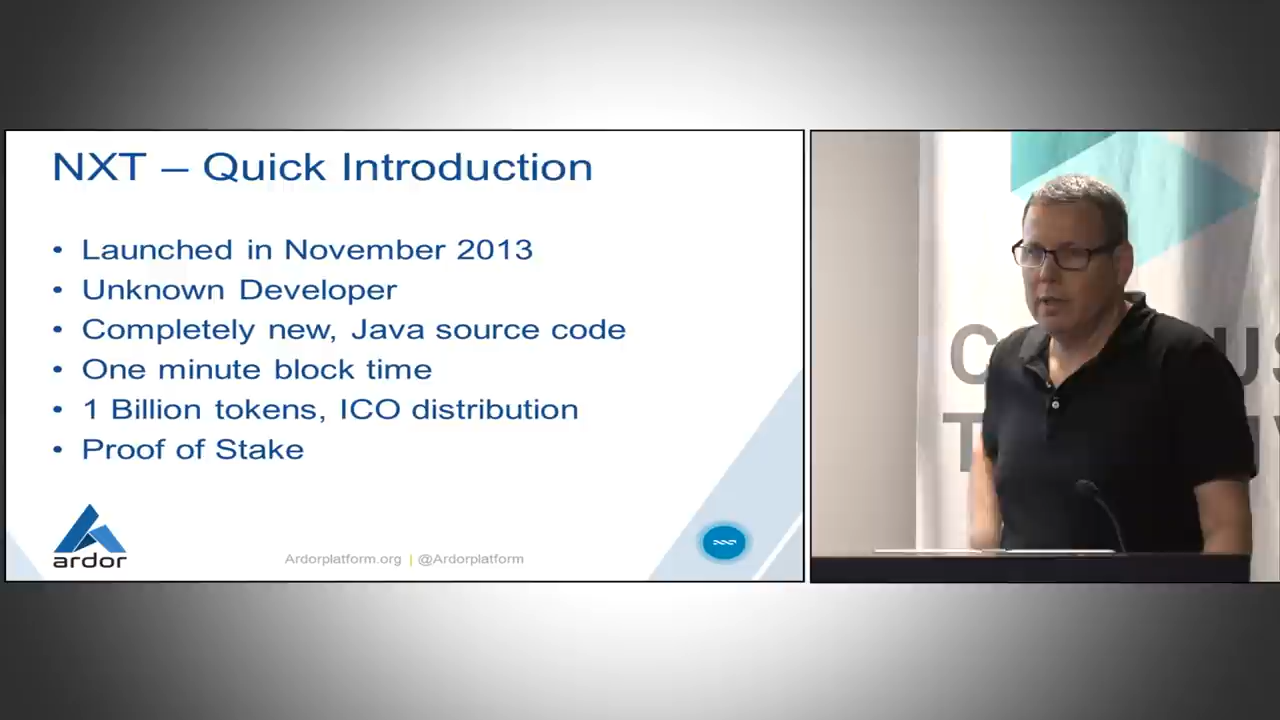 NXT – Quick Introduction
• Launched in November 2013
• Unknown Developer
• Completely new, Java source code
• One minute block time
• 1 Billion tokens, ICO distribution
• Proof of Stake
ardor
Ardorplatform.org | @Ardorplatform